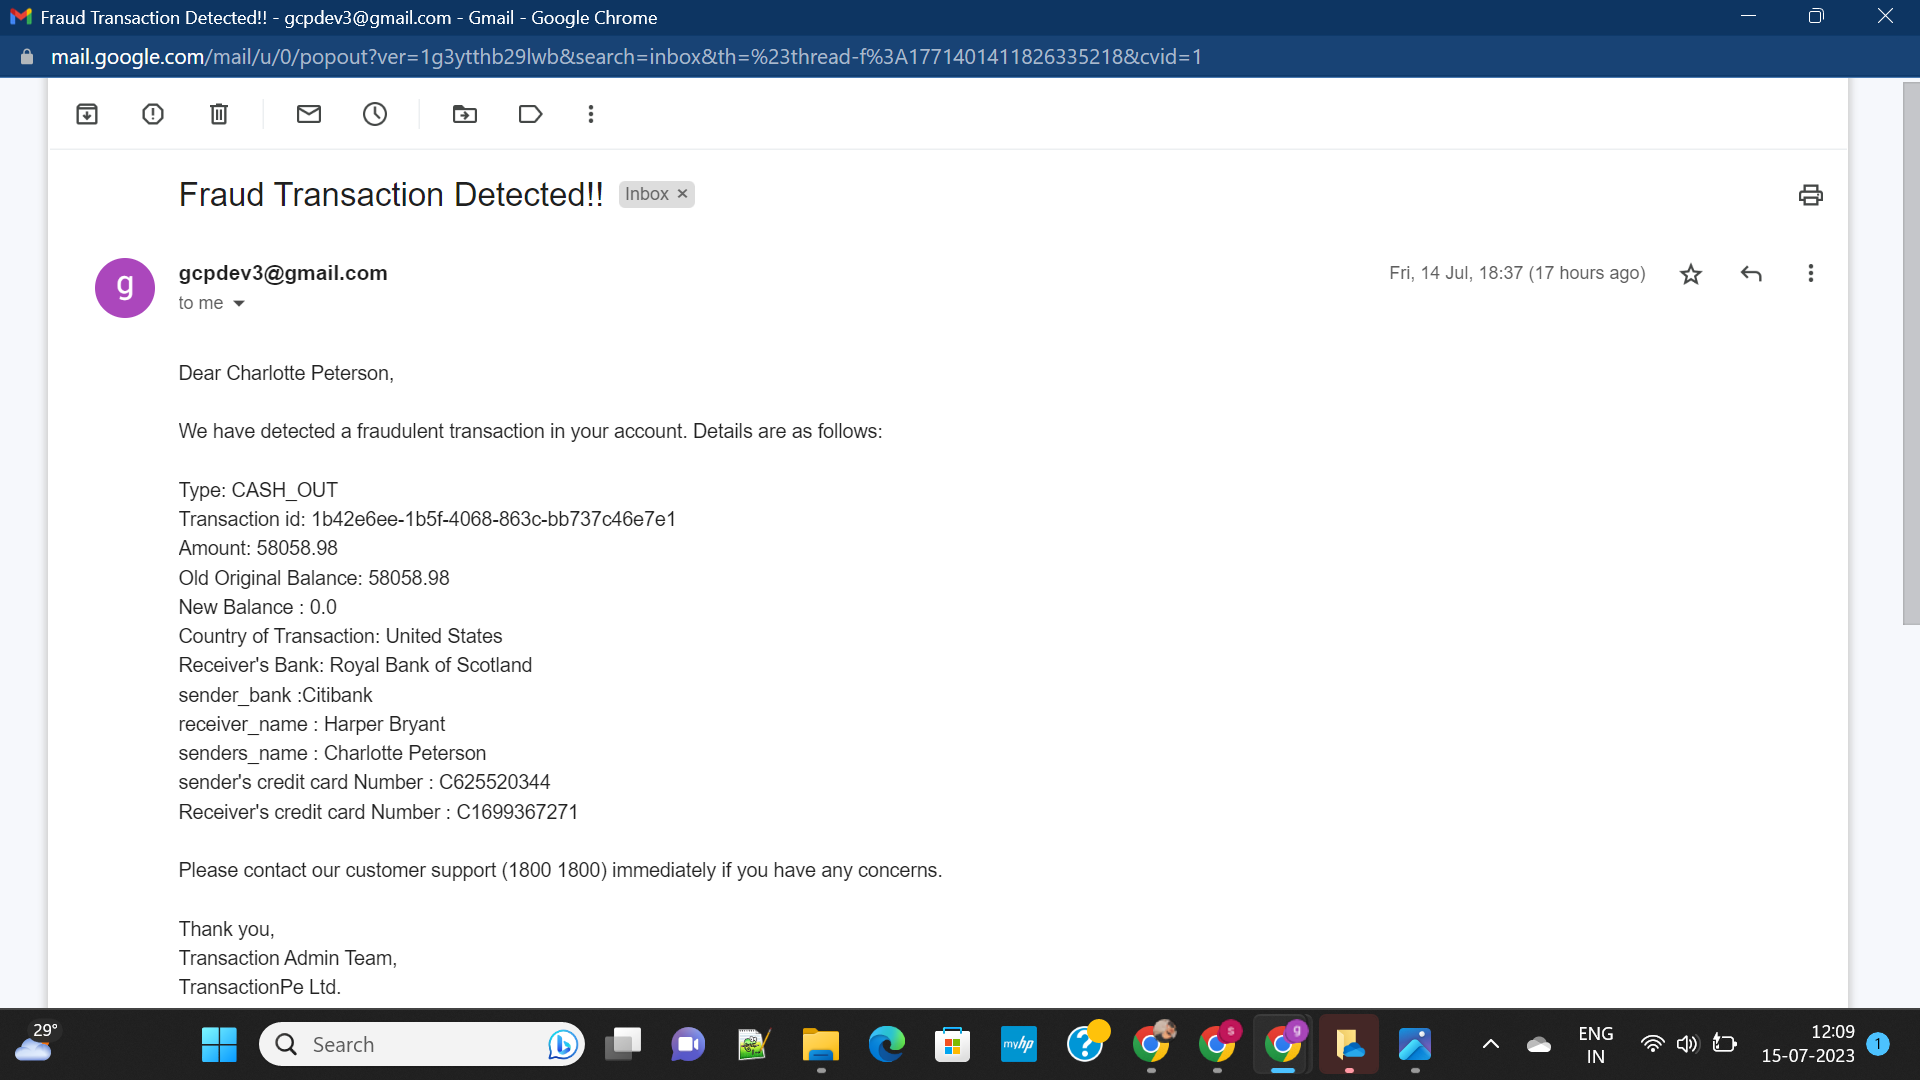 Fraud Transaction Detected!! - gcpdev3@gmail.com - Gmail - Google Chrome
mail.google.com/mail/u/0/popout?ver=1g3ytthb29lwb&search=inbox&th=%23thread-f%3A1771401411826335218&cvid=1
Fraud Transaction Detected!! Inbox ×
g
gcpdev3@gmail.com Fri, 14 Jul, 18:37 (17 hours ago)
to me
Dear Charlotte Peterson,
We have detected a fraudulent transaction in your account. Details are as follows:
Type: CASH_OUT
Transaction id: 1b42e6ee-1b5f-4068-863c-bb737c46e7e1
Amount: 58058.98
Old Original Balance: 58058.98
New Balance : 0.0
Country of Transaction: United States
Receiver's Bank: Royal Bank of Scotland
sender_bank :Citibank
receiver_name : Harper Bryant
senders_name : Charlotte Peterson
sender's credit card Number : C625520344
Receiver's credit card Number : C1699367271
Please contact our customer support (1800 1800) immediately if you have any concerns.
Thank you,
Transaction Admin Team,
TransactionPe Ltd.
29°
Search
myhp
?
s
g
ENG
IN
12:09
15-07-2023
1